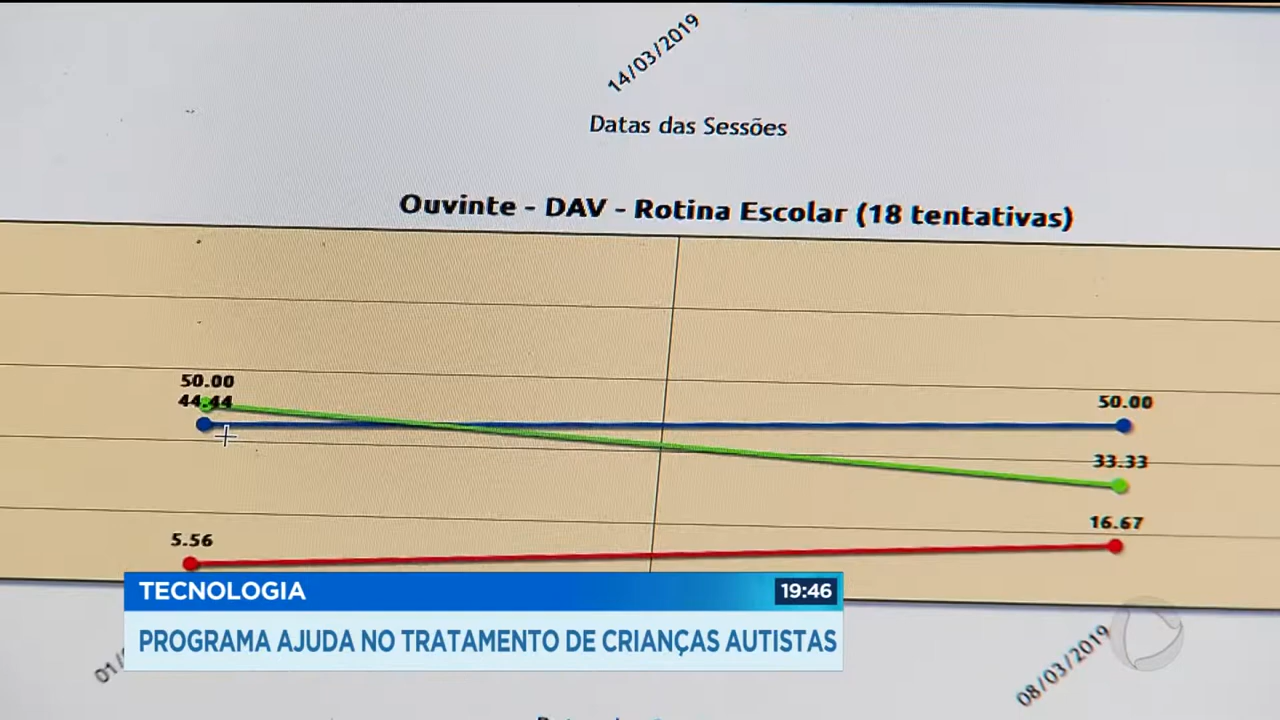 14/03/2019
Datas das Sessões
Ouvinte - DAV - Rotina Escolar (18 tentativas)
50.00
44.44
50.00
33.33
5.56
16.67
TECNOLOGIA
19:46
PROGRAMA AJUDA NO TRATAMENTO DE CRIANÇAS AUTISTAS
01/
08/03/2019